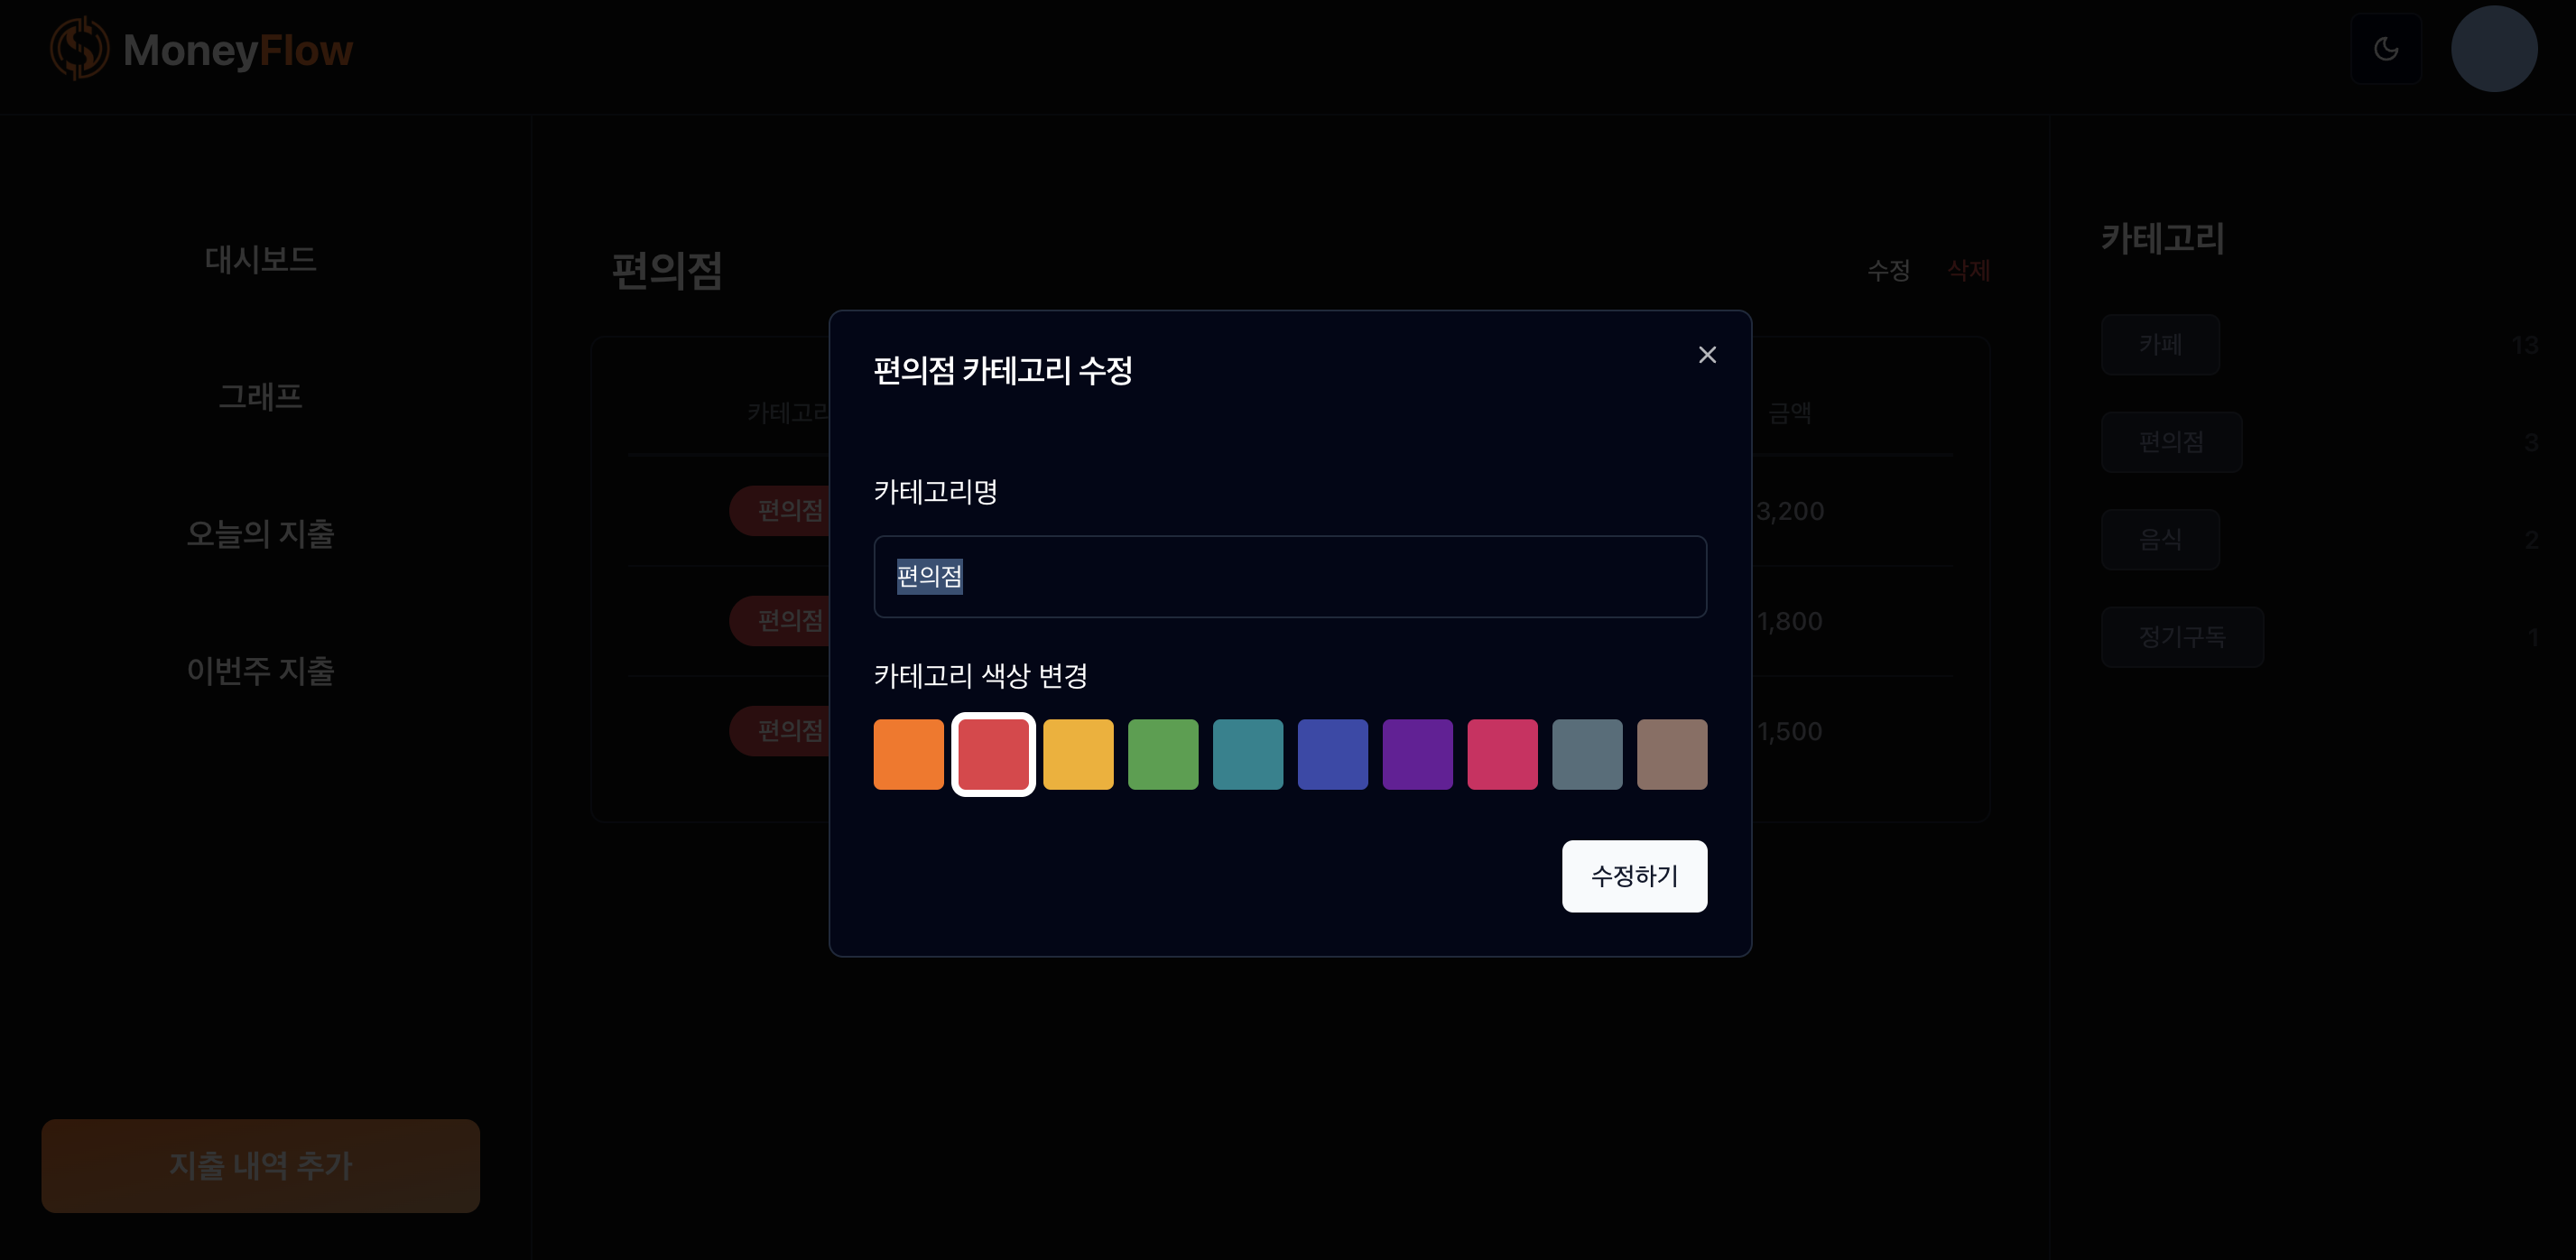 MoneyFlow
대시보드
그래프
오늘의 지출
이번주 지출
지출 내역 추가
편의점
수정 삭제
카테고리 금액
편의점 3,200
편의점 1,800
편의점 1,500
편의점 카테고리 수정
카테고리명
편의점
카테고리 색상 변경
수정하기
카테고리
카페 13
편의점 3
음식 2
정기구독 1